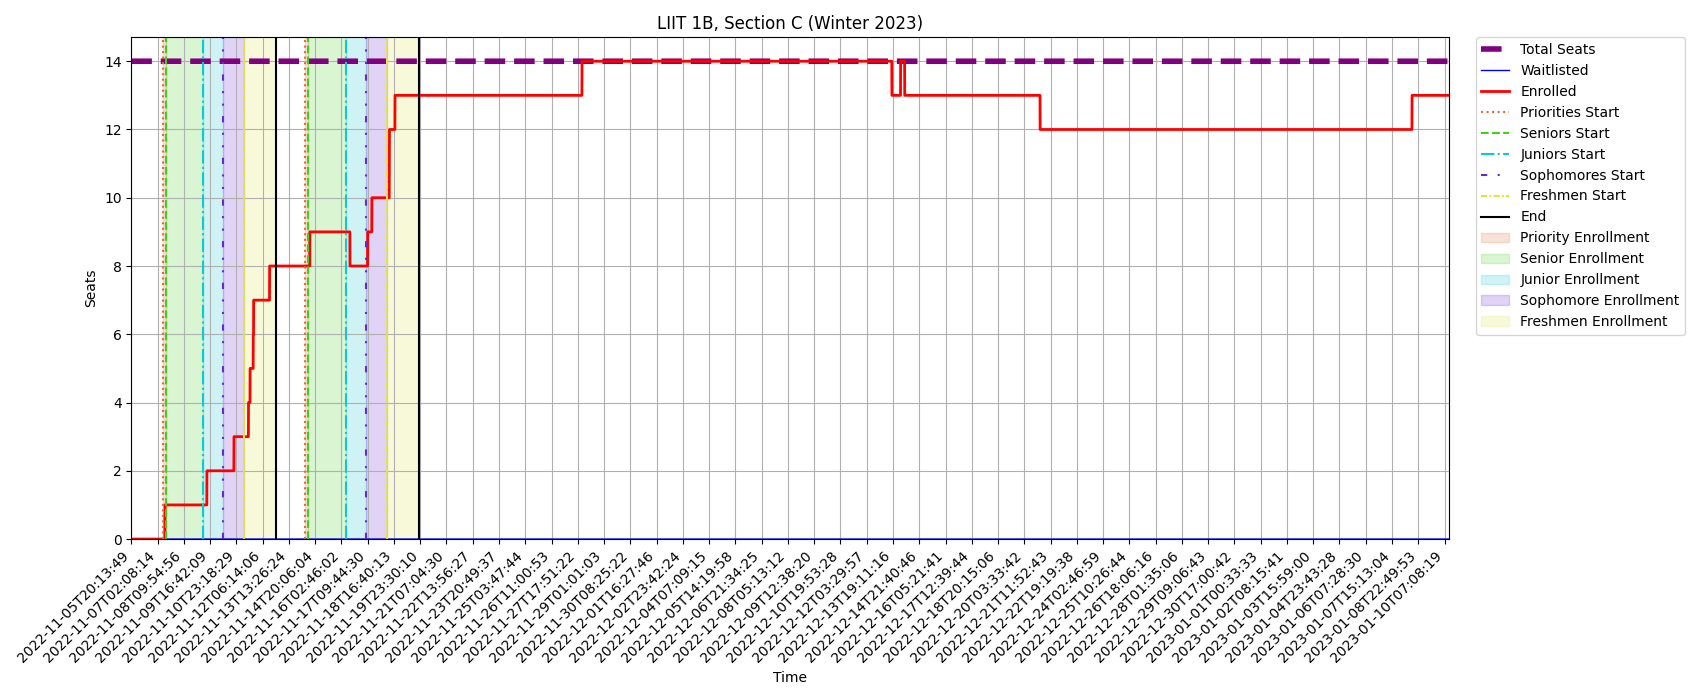 LIIT 1B, Section C (Winter 2023)
14
12
10
8
6
4
2
0
Seats
2022-11-05T20:13:49
2022-11-07T02:08:14
2022-11-08T09:54:56
2022-11-09T16:42:09
2022-11-10T23:18:29
2022-11-12T06:14:06
2022-11-13T13:26:24
2022-11-14T20:06:04
2022-11-16T02:46:02
2022-11-17T09:44:30
2022-11-18T16:40:13
2022-11-19T23:30:10
2022-11-22T07:04:30
2022-11-22T13:56:27
2022-11-23T20:49:37
2022-11-25T03:47:44
2022-11-26T11:00:53
2022-11-27T17:51:22
2022-11-29T01:01:03
2022-11-30T08:25:22
2022-12-01T16:27:46
2022-12-02T23:42:24
2022-12-04T07:09:15
2022-12-05T14:19:58
2022-12-06T21:34:25
2022-12-08T05:13:12
2022-12-09T12:38:20
2022-12-10T19:53:28
2022-12-12T03:29:57
2022-12-13T19:11:16
2022-12-14T21:40:46
2022-12-16T05:21:41
2022-12-17T12:39:44
2022-12-18T20:15:06
2022-12-20T03:33:42
2022-12-21T11:52:43
2022-12-22T19:19:38
2022-12-24T02:46:59
2022-12-25T10:26:44
2022-12-26T18:06:16
2022-12-28T01:35:06
2022-12-29T09:06:43
2022-12-30T17:00:42
2023-01-01T00:33:33
2023-01-02T08:15:41
2023-01-03T15:59:00
2023-01-04T23:43:28
2023-01-06T07:28:30
2023-01-07T15:13:04
2023-01-08T22:49:53
2023-01-10T07:08:19
Time
Total Seats
Waitlisted
Enrolled
Priorities Start
Seniors Start
Juniors Start
Sophomores Start
Freshmen Start
End
Priority Enrollment
Senior Enrollment
Junior Enrollment
Sophomore Enrollment
Freshmen Enrollment